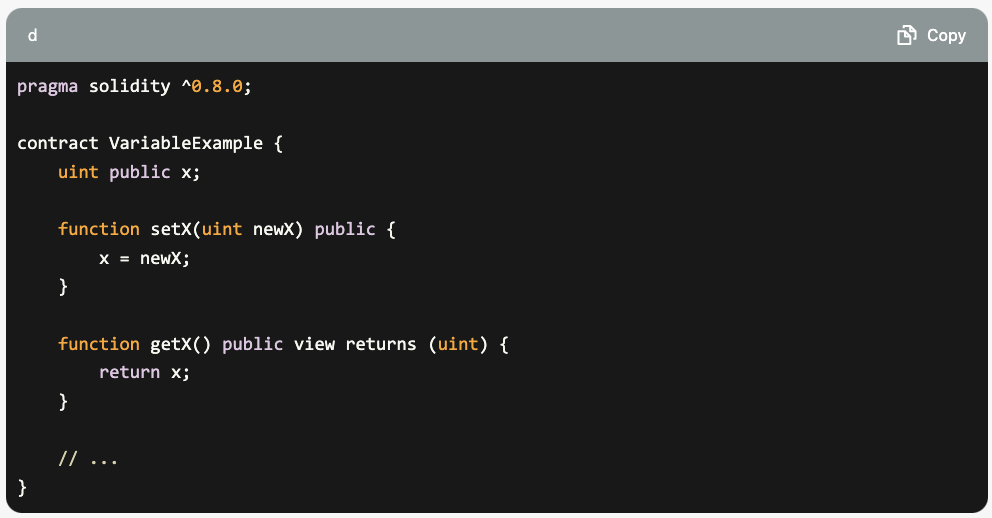 d
Copy
pragma solidity ^0.8.0;
contract VariableExample {
    uint public x;
    function setX(uint newX) public {
        x = newX;
    }
    function getX() public view returns (uint) {
        return x;
    }
    // ...
}